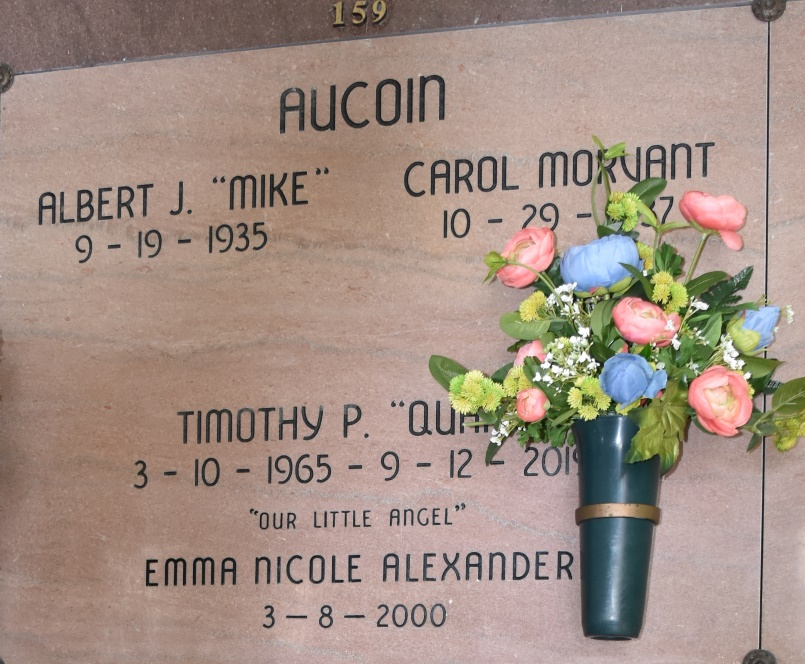 159
AUCOIN
ALBERT J. "MIKE"
9 - 19 - 1935
CAROL MORVANT
10 - 29 -
TIMOTHY P.
3 - 10 - 1965 - 9 - 12 - 2019
"OUR LITTLE ANGEL"
EMMA NICOLE ALEXANDER
3 - 8 - 2000